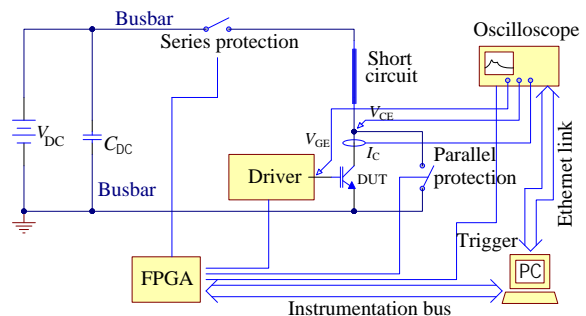 Busbar
Series protection
Oscilloscope
Short
circuit
V_CE
V_GE
V_DC
C_DC
I_C
Driver
DUT
Parallel
protection
Busbar
Ethernet link
Trigger
FPGA
PC
Instrumentation bus